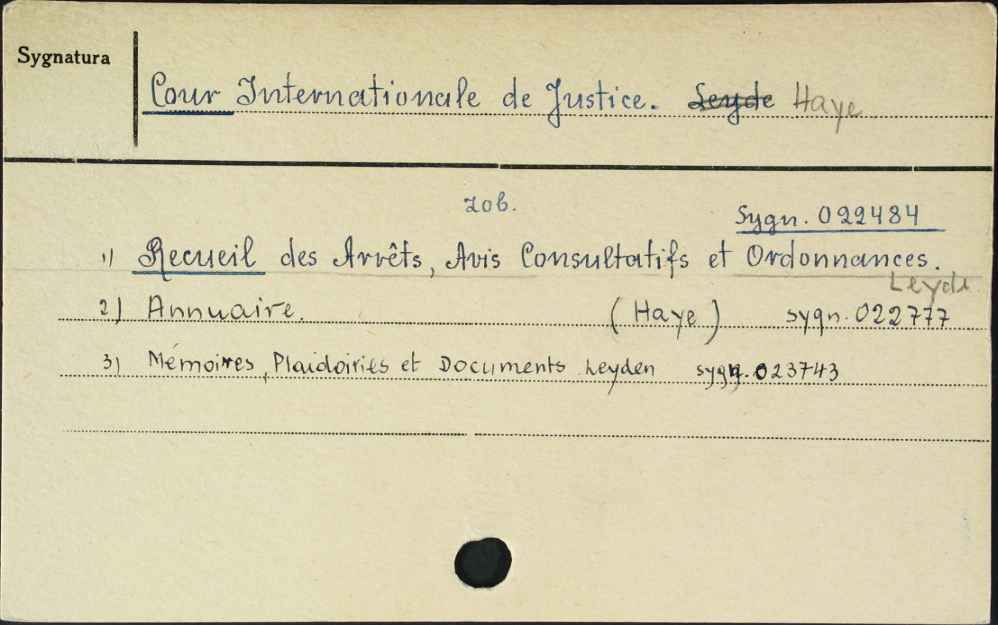 Sygnatura
Cour Internationale de Justice. Leyde Haye
zob.
Sygn. 022484
1) Recueil des Arrêts, Avis Consultatifs et Ordonnances.
Leyde
2) Annuaire. (Haye) sygn. 022777
3) Mémoires, Plaidoiries et Documents Leyden sygn. 023743